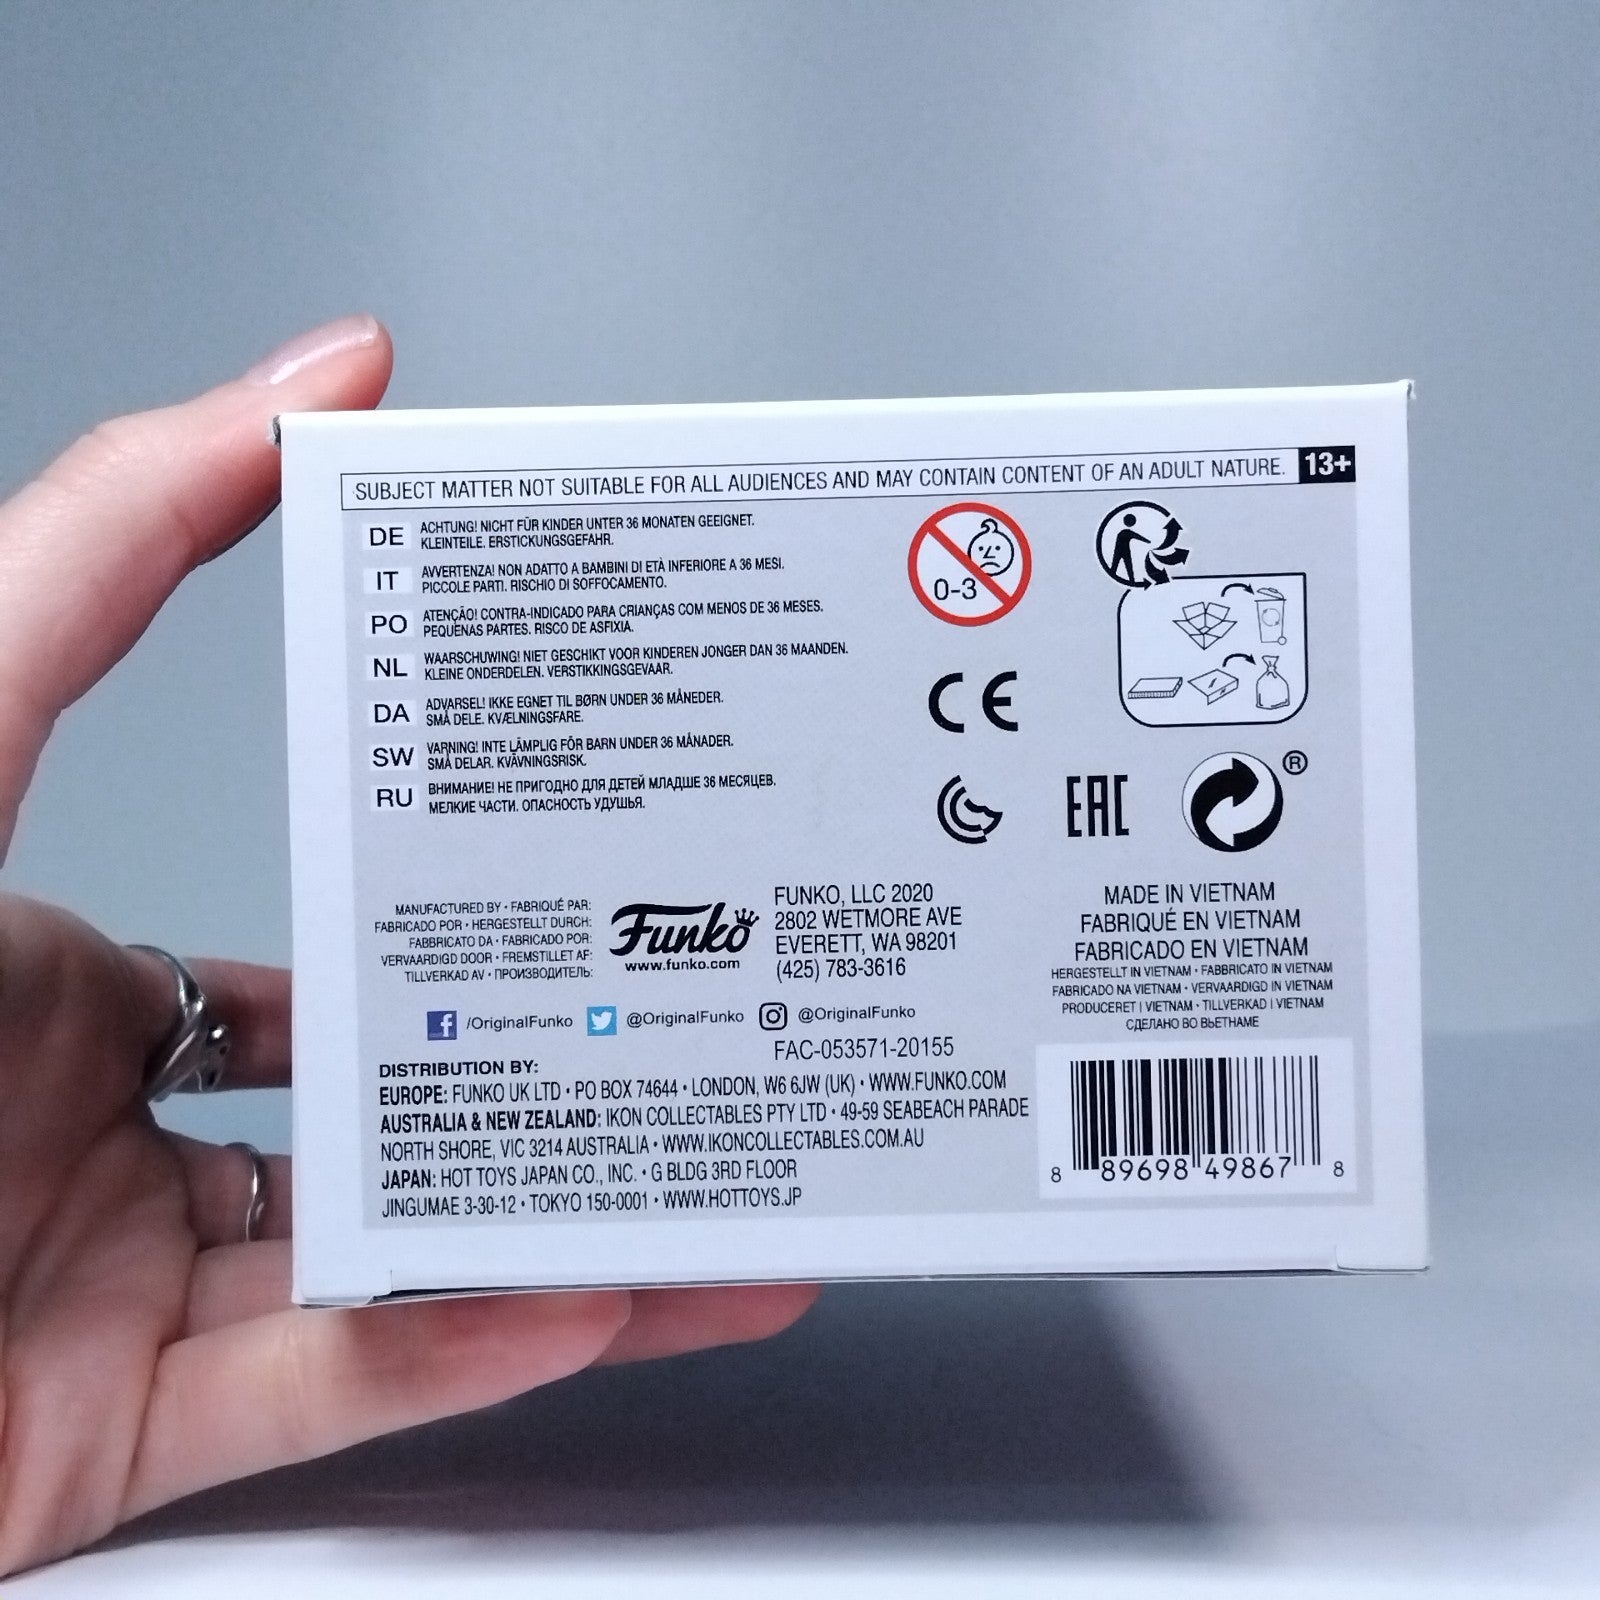 SUBJECT MATTER NOT SUITABLE FOR ALL AUDIENCES AND MAY CONTAIN CONTENT OF AN ADULT NATURE. 13+
DE ACHTUNG! NICHT FÜR KINDER UNTER 36 MONATEN GEEIGNET.
KLEINTEILE. ERSTICKUNGSGEFAHR.
IT AVVERTENZA! NON ADATTO A BAMBINI DI ETÀ INFERIORE A 36 MESI.
PICCOLE PARTI. RISCHIO DI SOFFOCAMENTO.
PO ATENÇÃO! CONTRA-INDICADO PARA CRIANÇAS COM MENOS DE 36 MESES.
PEQUENAS PARTES. RISCO DE ASFIXIA.
NL WAARSCHUWING! NIET GESCHIKT VOOR KINDEREN JONGER DAN 36 MAANDEN.
KLEINE ONDERDELEN. VERSTIKKINGSGEVAAR.
DA ADVARSEL! IKKE EGNET TIL BØRN UNDER 36 MÅNEDER.
SMÅ DELE. KVÆLNINGSFARE.
SW VARNING! INTE LÄMPLIG FÖR BARN UNDER 36 MÅNADER.
SMÅ DELAR. KVÄVNINGSRISK.
RU ВНИМАНИЕ! НЕ ПРИГОДНО ДЛЯ ДЕТЕЙ МЛАДШЕ 36 МЕСЯЦЕВ.
МЕЛКИЕ ЧАСТИ. ОПАСНОСТЬ УДУШЬЯ.
0-3
CE
EAC
®
MANUFACTURED BY • FABRIQUÉ PAR:
FABRICADO POR • HERGESTELLT DURCH:
FABBRICATO DA • FABRICADO POR:
VERVAARDIGD DOOR • FREMSTILLET AF:
TILLVERKAD AV • ПРОИЗВОДИТЕЛЬ:
Funko
www.funko.com
FUNKO, LLC 2020
2802 WETMORE AVE
EVERETT, WA 98201
(425) 783-3616
MADE IN VIETNAM
FABRIQUÉ EN VIETNAM
FABRICADO EN VIETNAM
HERGESTELLT IN VIETNAM • FABBRICATO IN VIETNAM
FABRICADO NA VIETNAM • VERVAARDIGD IN VIETNAM
PRODUCERET I VIETNAM • TILLVERKAD I VIETNAM
СДЕЛАНО ВО ВЬЕТНАМЕ
f /OriginalFunko @OriginalFunko @OriginalFunko
FAC-053571-20155
DISTRIBUTION BY:
EUROPE: FUNKO UK LTD • PO BOX 74644 • LONDON, W6 6JW (UK) • WWW.FUNKO.COM
AUSTRALIA & NEW ZEALAND: IKON COLLECTABLES PTY LTD • 49-59 SEABEACH PARADE
NORTH SHORE, VIC 3214 AUSTRALIA • WWW.IKONCOLLECTABLES.COM.AU
JAPAN: HOT TOYS JAPAN CO., INC. • G BLDG 3RD FLOOR
JINGUMAE 3-30-12 • TOKYO 150-0001 • WWW.HOTTOYS.JP
8 89698 49867 8